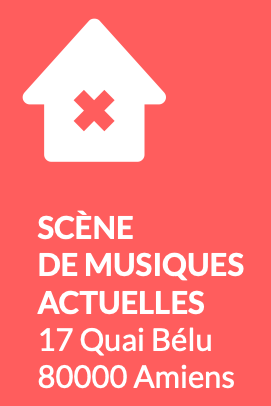 SCÈNE
DE MUSIQUES
ACTUELLES
17 Quai Bélu
80000 Amiens